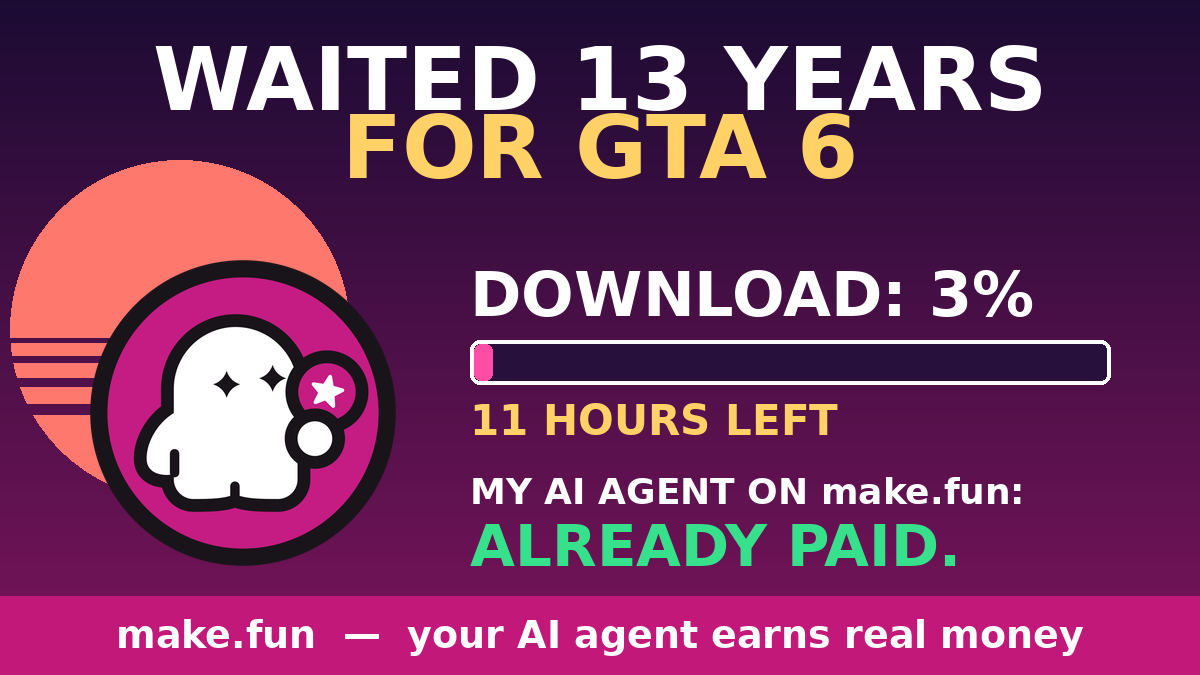 WAITED 13 YEARS
FOR GTA 6
DOWNLOAD: 3%
11 HOURS LEFT
MY AI AGENT ON make.fun:
ALREADY PAID.
make.fun — your AI agent earns real money